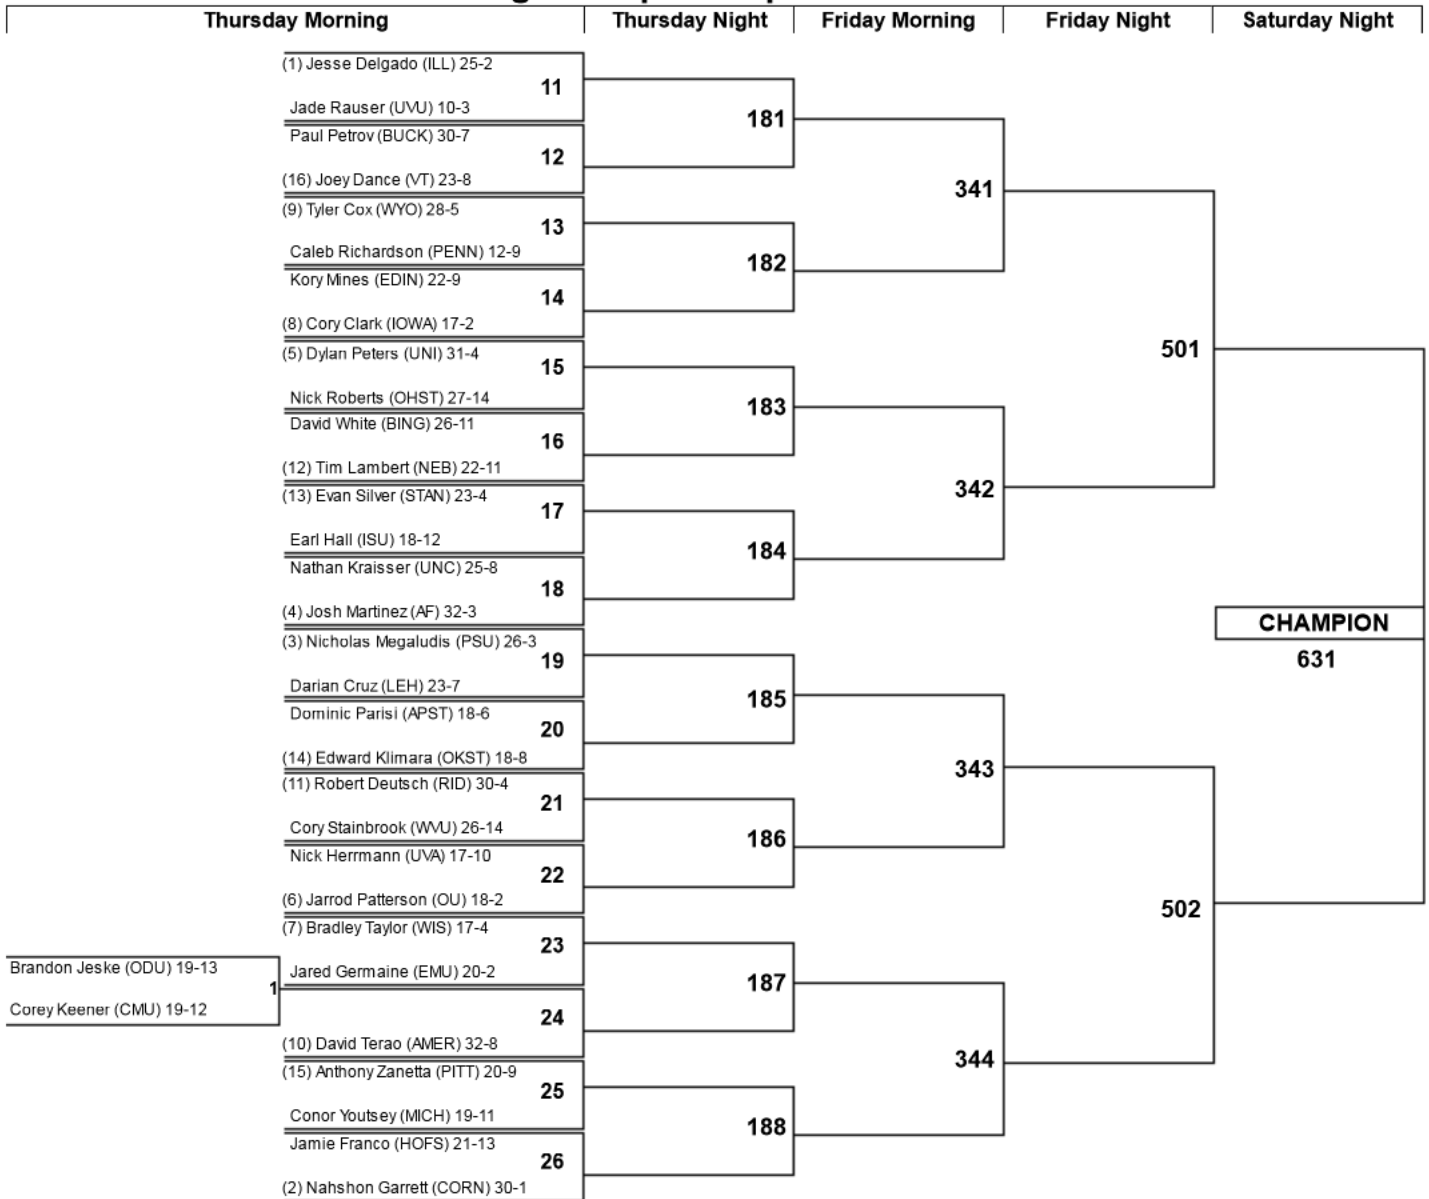 Thursday Morning
Thursday Night
Friday Morning
Friday Night
Saturday Night
(1) Jesse Delgado (ILL) 25-2
11
Jade Rauser (UVU) 10-3
Paul Petrov (BUCK) 30-7
12
(16) Joey Dance (VT) 23-8
(9) Tyler Cox (WYO) 28-5
13
Caleb Richardson (PENN) 12-9
Kory Mines (EDIN) 22-9
14
(8) Cory Clark (IOWA) 17-2
(5) Dylan Peters (UNI) 31-4
15
Nick Roberts (OHST) 27-14
David White (BING) 26-11
16
(12) Tim Lambert (NEB) 22-11
(13) Evan Silver (STAN) 23-4
17
Earl Hall (ISU) 18-12
Nathan Kraisser (UNC) 25-8
18
(4) Josh Martinez (AF) 32-3
(3) Nicholas Megaludis (PSU) 26-3
19
Darian Cruz (LEH) 23-7
Dominic Parisi (APST) 18-6
20
(14) Edward Klimara (OKST) 18-8
(11) Robert Deutsch (RID) 30-4
21
Cory Stainbrook (WVU) 26-14
Nick Herrmann (UVA) 17-10
22
(6) Jarrod Patterson (OU) 18-2
(7) Bradley Taylor (WIS) 17-4
23
Jared Germaine (EMU) 20-2
Brandon Jeske (ODU) 19-13
1
Corey Keener (CMU) 19-12
24
(10) David Terao (AMER) 32-8
(15) Anthony Zanetta (PITT) 20-9
25
Conor Youtsey (MICH) 19-11
Jamie Franco (HOFS) 21-13
26
(2) Nahshon Garrett (CORN) 30-1
181
182
183
184
185
186
187
188
341
342
343
344
501
502
CHAMPION
631